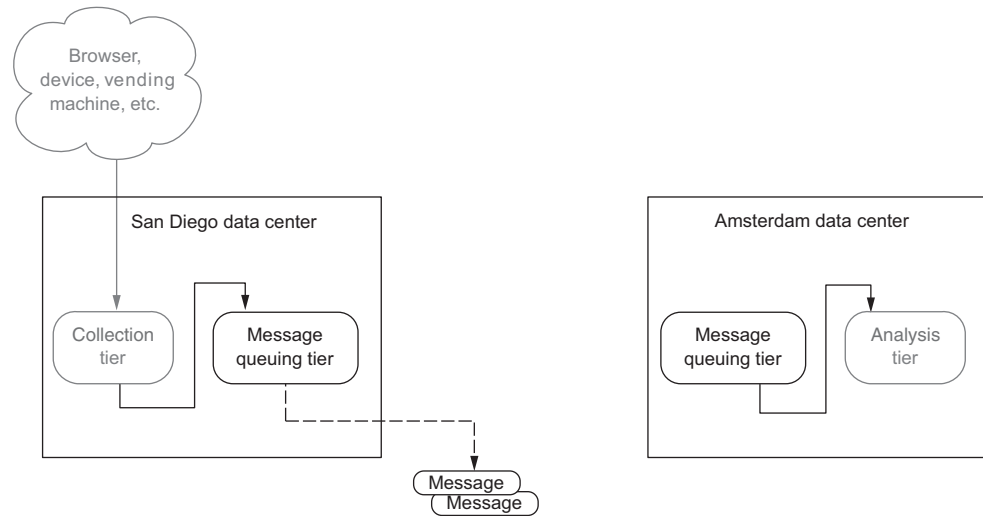 Browser,
device, vending
machine, etc.
San Diego data center
Amsterdam data center
Collection
tier
Message
queuing tier
Message
queuing tier
Analysis
tier
Message
Message